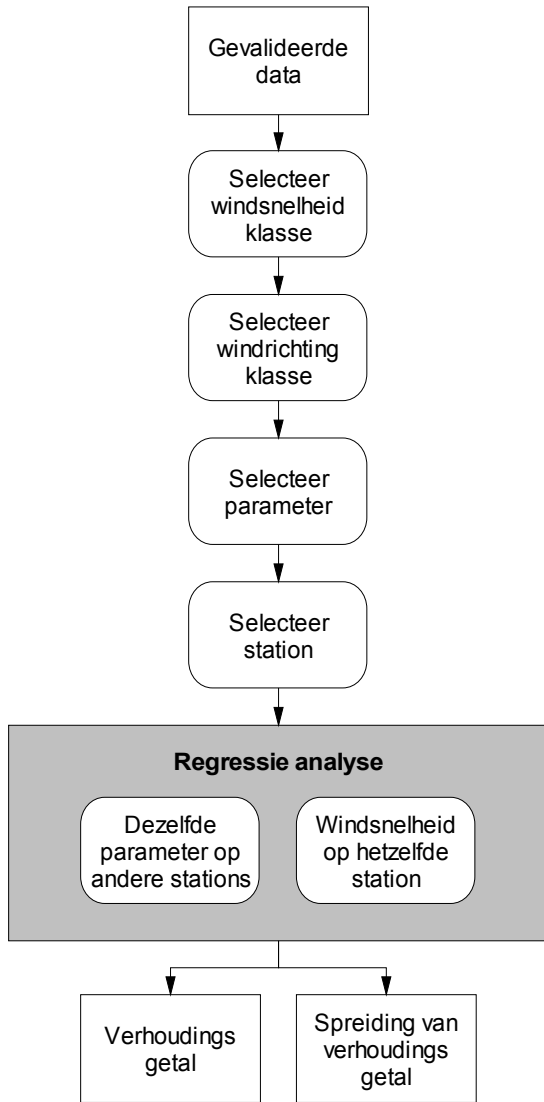 Gevalideerde
data
Selecteer
windsnelheid
klasse
Selecteer
windrichting
klasse
Selecteer
parameter
Selecteer
station
Regressie analyse
Dezelfde
parameter op
andere stations
Windsnelheid
op hetzelfde
station
Verhoudings
getal
Spreiding van
verhoudings
getal